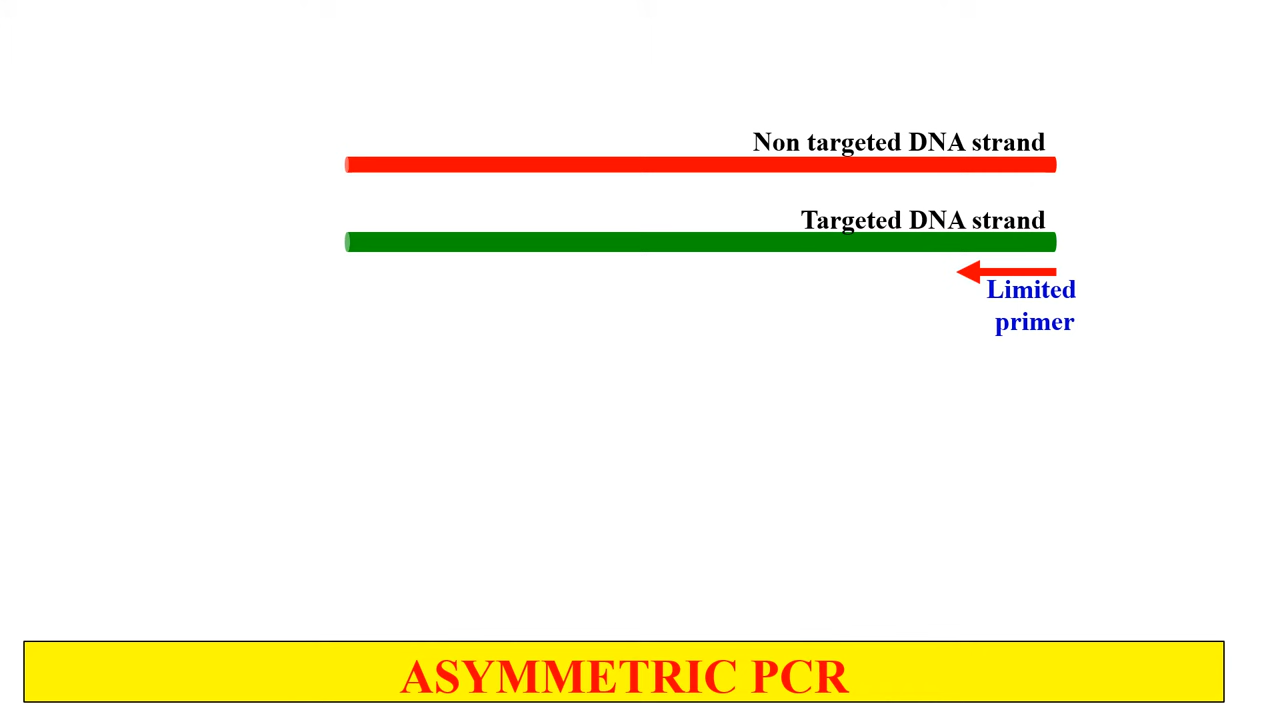 Non targeted DNA strand
Targeted DNA strand
Limited
primer
ASYMMETRIC PCR